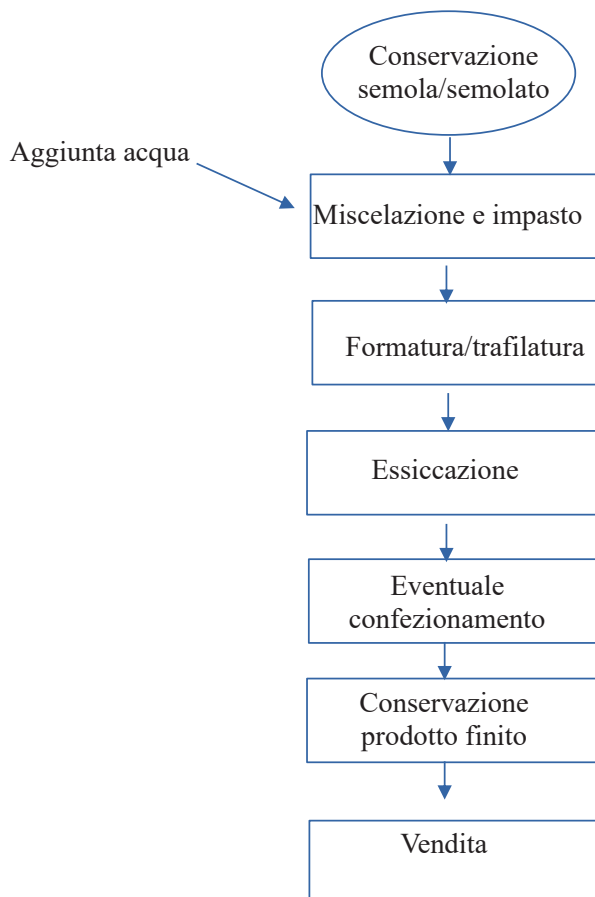 Conservazione
semola/semolato
Aggiunta acqua
Miscelazione e impasto
Formatura/trafilatura
Essiccazione
Eventuale
confezionamento
Conservazione
prodotto finito
Vendita